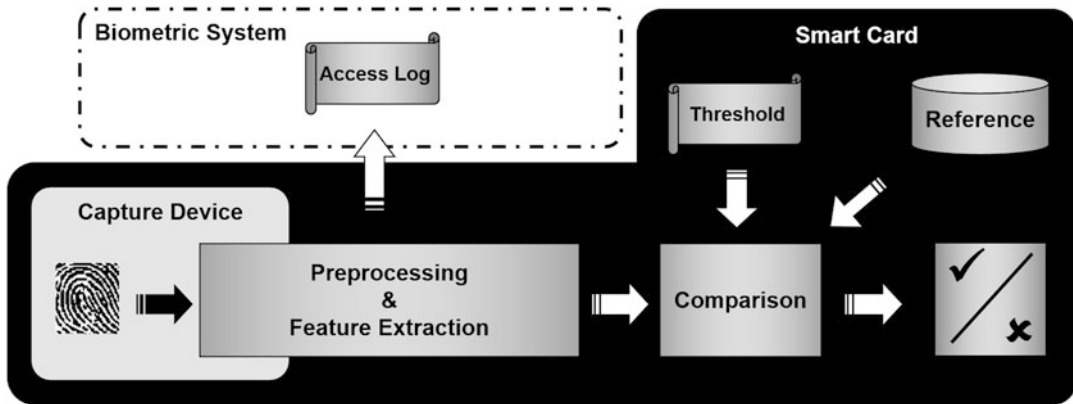 Biometric System
Access Log
Smart Card
Threshold
Reference
Capture Device
Preprocessing
&
Feature Extraction
Comparison